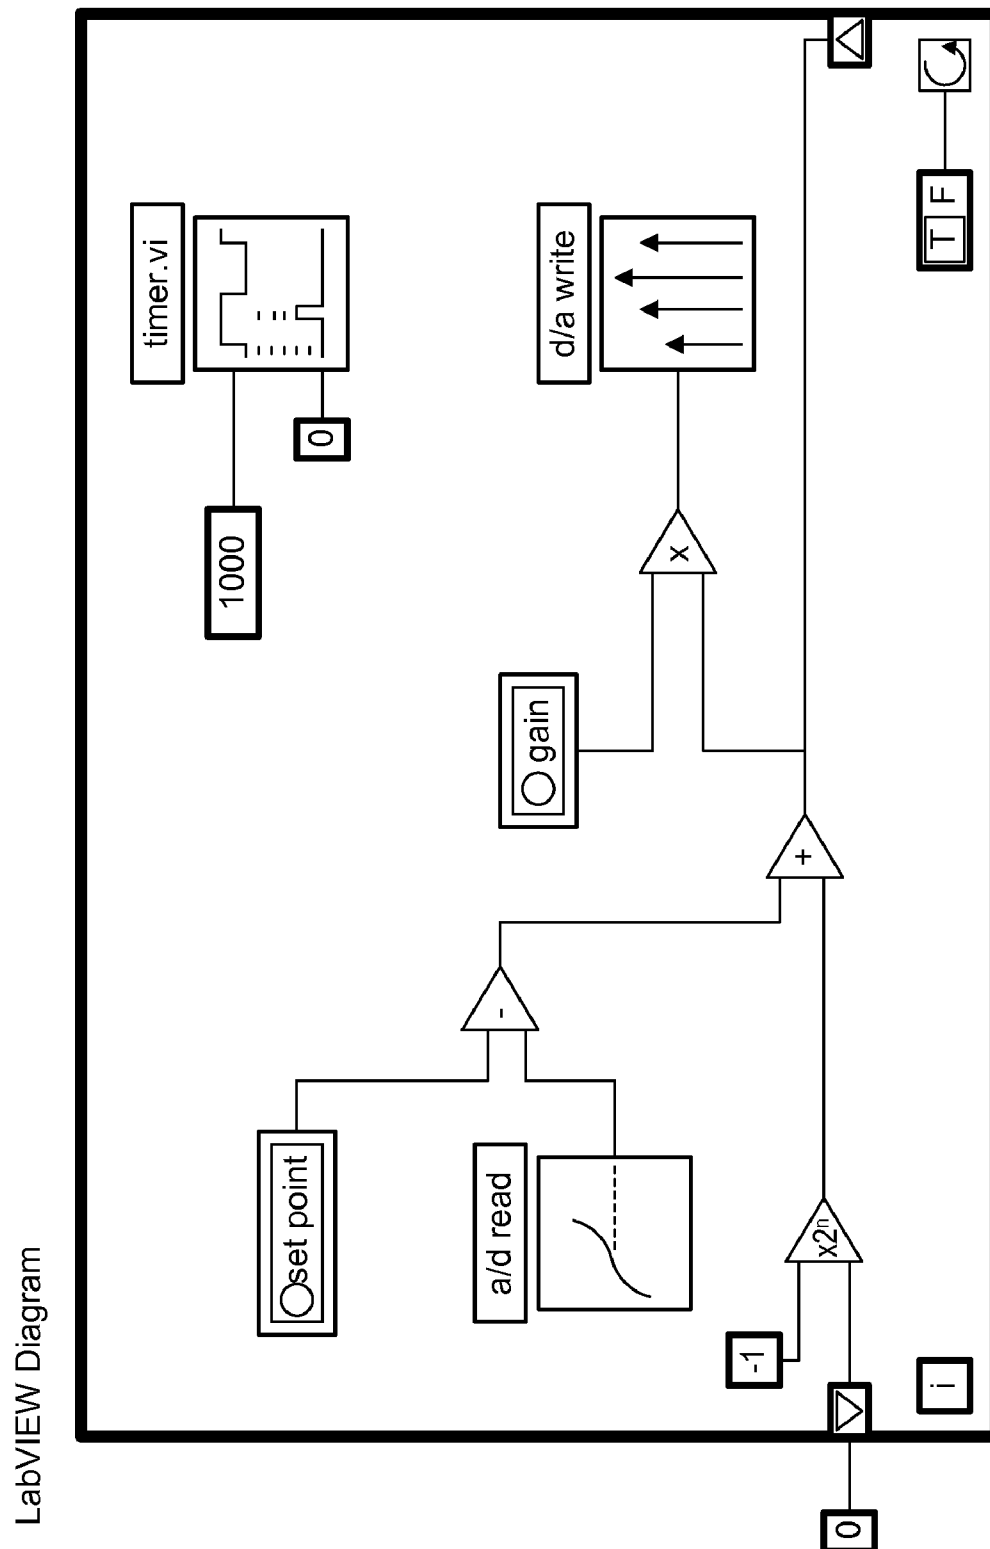 LabVIEW Diagram
timer.vi
1000
0
set point
a/d read
-
gain
x
d/a write
+
-1
x2ⁿ
0
i
T F